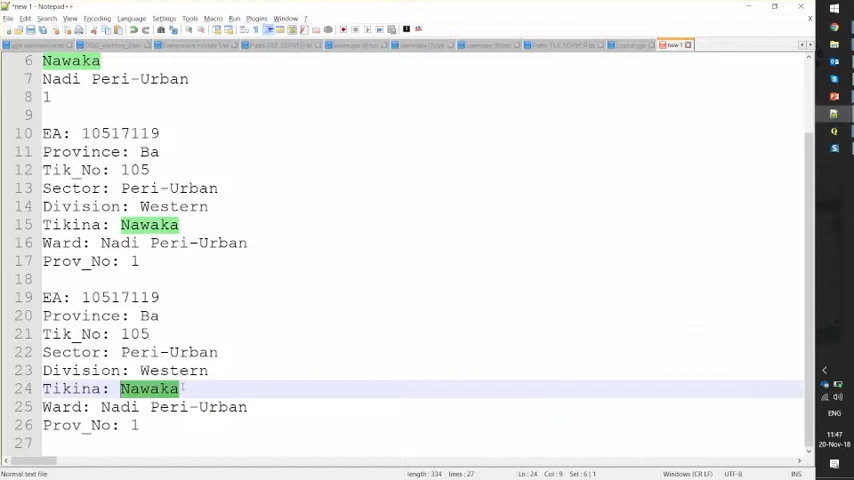 *new 1 - Notepad++
File Edit Search View Encoding Language Settings Tools Macro Run Plugins Window ?
new 1
6 Nawaka
7 Nadi Peri-Urban
8 1
9
10 EA: 10517119
11 Province: Ba
12 Tik_No: 105
13 Sector: Peri-Urban
14 Division: Western
15 Tikina: Nawaka
16 Ward: Nadi Peri-Urban
17 Prov_No: 1
18
19 EA: 10517119
20 Province: Ba
21 Tik_No: 105
22 Sector: Peri-Urban
23 Division: Western
24 Tikina: Nawaka
25 Ward: Nadi Peri-Urban
26 Prov_No: 1
27
Normal text file length : 334 lines : 27 Ln : 24 Col : 9 Sel : 6 | 1 Windows (CR LF) UTF-8 INS
ENG
11:47
20-Nov-18